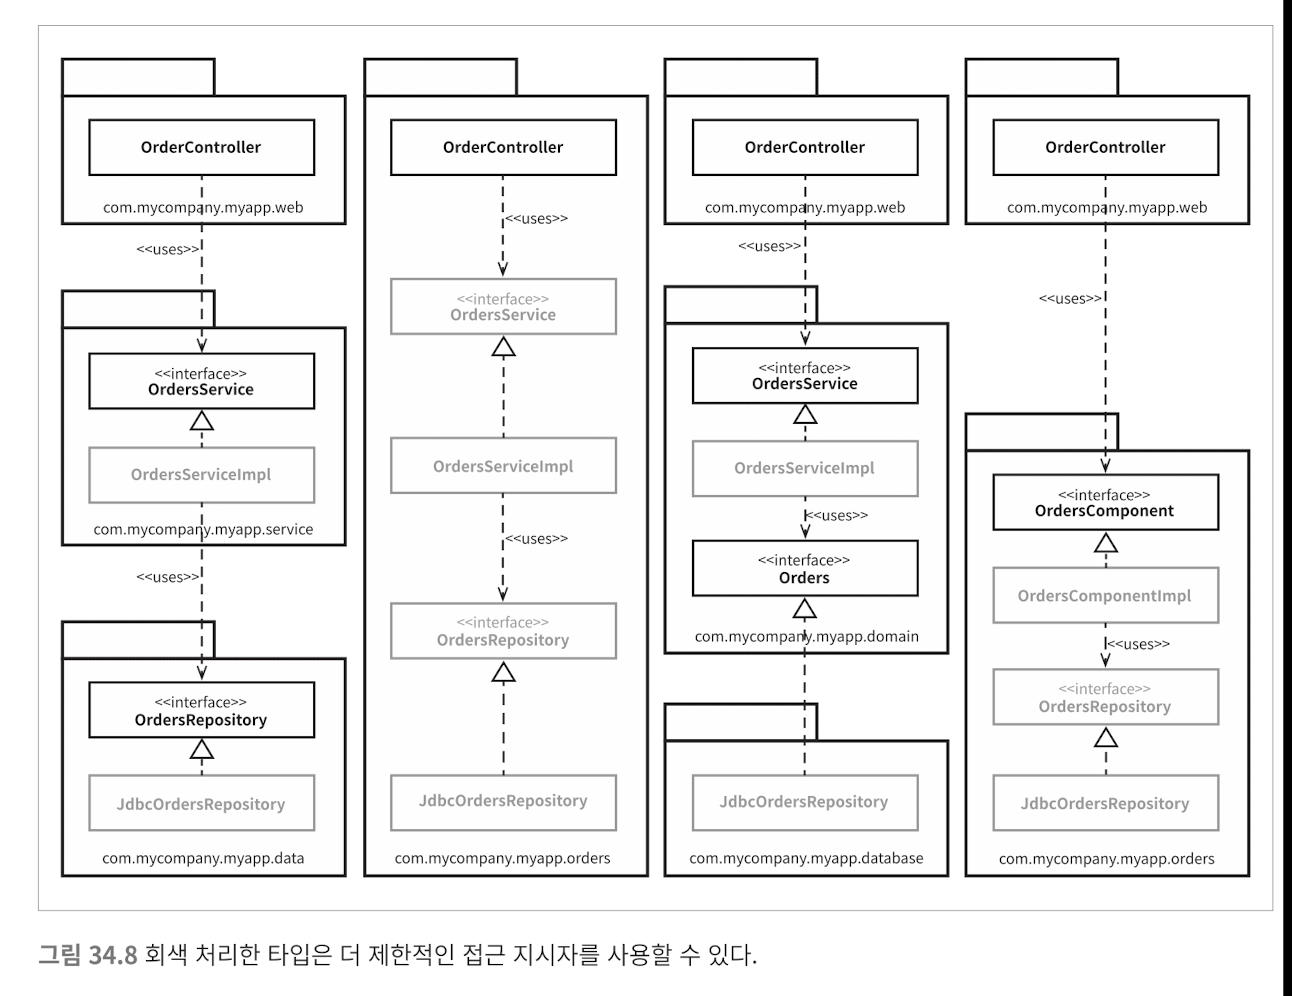 OrderController
com.mycompany.myapp.web
<<uses>>
<<interface>>
OrdersService
OrdersServiceImpl
com.mycompany.myapp.service
<<uses>>
<<interface>>
OrdersRepository
JdbcOrdersRepository
com.mycompany.myapp.data
OrderController
<<uses>>
<<interface>>
OrdersService
OrdersServiceImpl
<<uses>>
<<interface>>
OrdersRepository
JdbcOrdersRepository
com.mycompany.myapp.orders
OrderController
com.mycompany.myapp.web
<<uses>>
<<interface>>
OrdersService
OrdersServiceImpl
<<uses>>
<<interface>>
Orders
com.mycompany.myapp.domain
JdbcOrdersRepository
com.mycompany.myapp.database
OrderController
com.mycompany.myapp.web
<<uses>>
<<interface>>
OrdersComponent
OrdersComponentImpl
<<uses>>
<<interface>>
OrdersRepository
JdbcOrdersRepository
com.mycompany.myapp.orders
그림 34.8 회색 처리한 타입은 더 제한적인 접근 지시자를 사용할 수 있다.